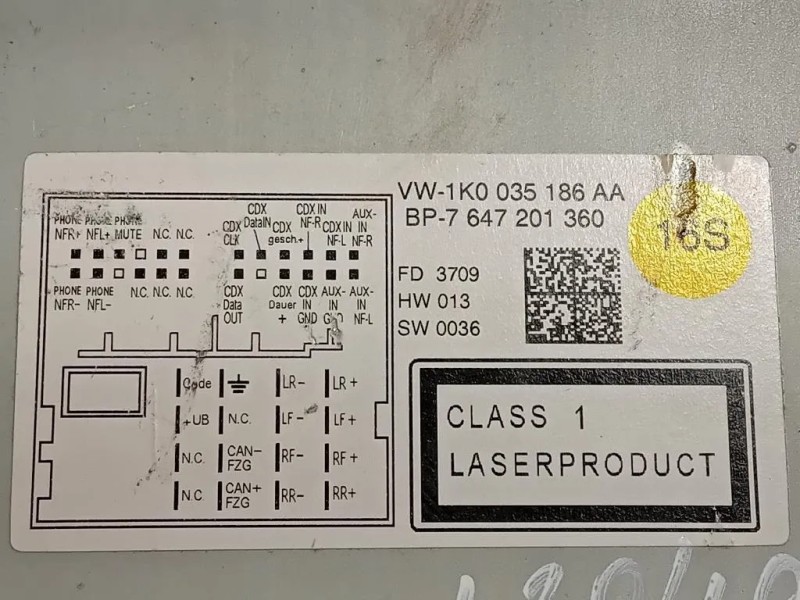 VW-1K0 035 186 AA
BP-7 647 201 360
16S
FD 3709
HW 013
SW 0036
CLASS 1
LASERPRODUCT
PHONE NFR+
PHONE NFL+
PHONE MUTE
N.C.
N.C.
CDX CLK
CDX DataIN
CDX gesch.+
CDX IN NF-R
CDX IN NF-L
AUX-IN NF-R
PHONE NFR-
PHONE NFL-
N.C.
N.C.
N.C.
CDX Data OUT
CDX Dauer +
CDX IN GND
AUX-IN GND
AUX-IN NF-L
Code
LR-
LR+
+UB
N.C.
LF-
LF+
N.C.
CAN-
FZG
RF-
RF+
N.C.
CAN+
FZG
RR-
RR+